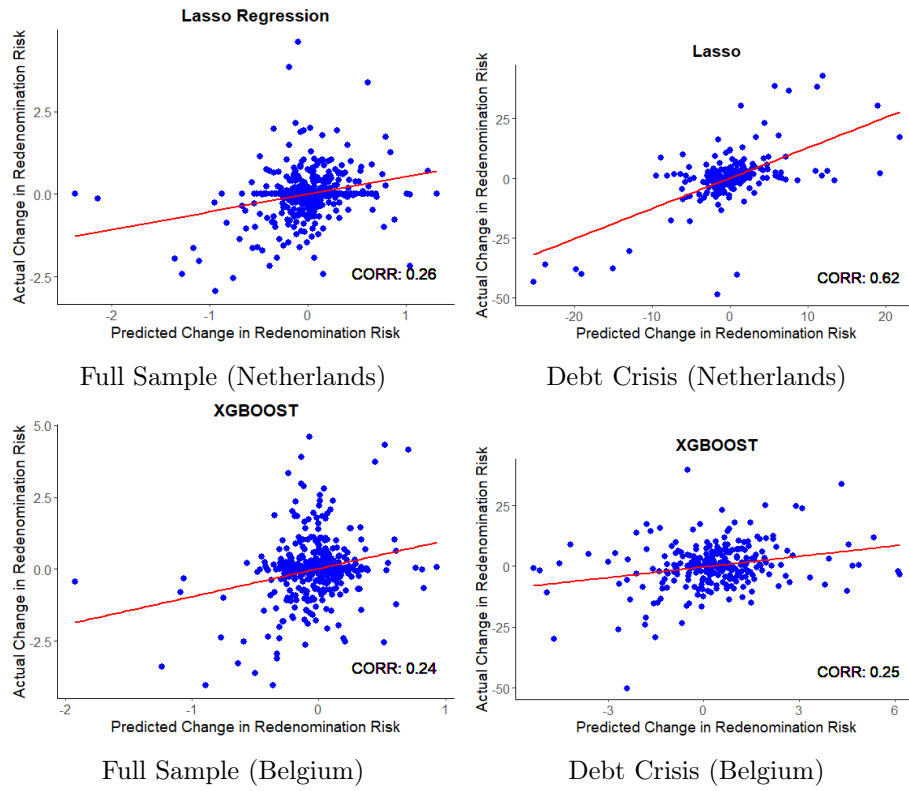 Lasso Regression
Actual Change in Redenomination Risk
2.5
0.0
-2.5
CORR: 0.26
-2 -1 0 1
Predicted Change in Redenomination Risk
Full Sample (Netherlands)
Lasso
Actual Change in Redenomination Risk
25
0
-25
-50
CORR: 0.62
-20 -10 0 10 20
Predicted Change in Redenomination Risk
Debt Crisis (Netherlands)
XGBOOST
Actual Change in Redenomination Risk
5.0
2.5
0.0
-2.5
CORR: 0.24
-2 -1 0 1
Predicted Change in Redenomination Risk
Full Sample (Belgium)
XGBOOST
Actual Change in Redenomination Risk
25
0
-25
-50
CORR: 0.25
-3 0 3 6
Predicted Change in Redenomination Risk
Debt Crisis (Belgium)